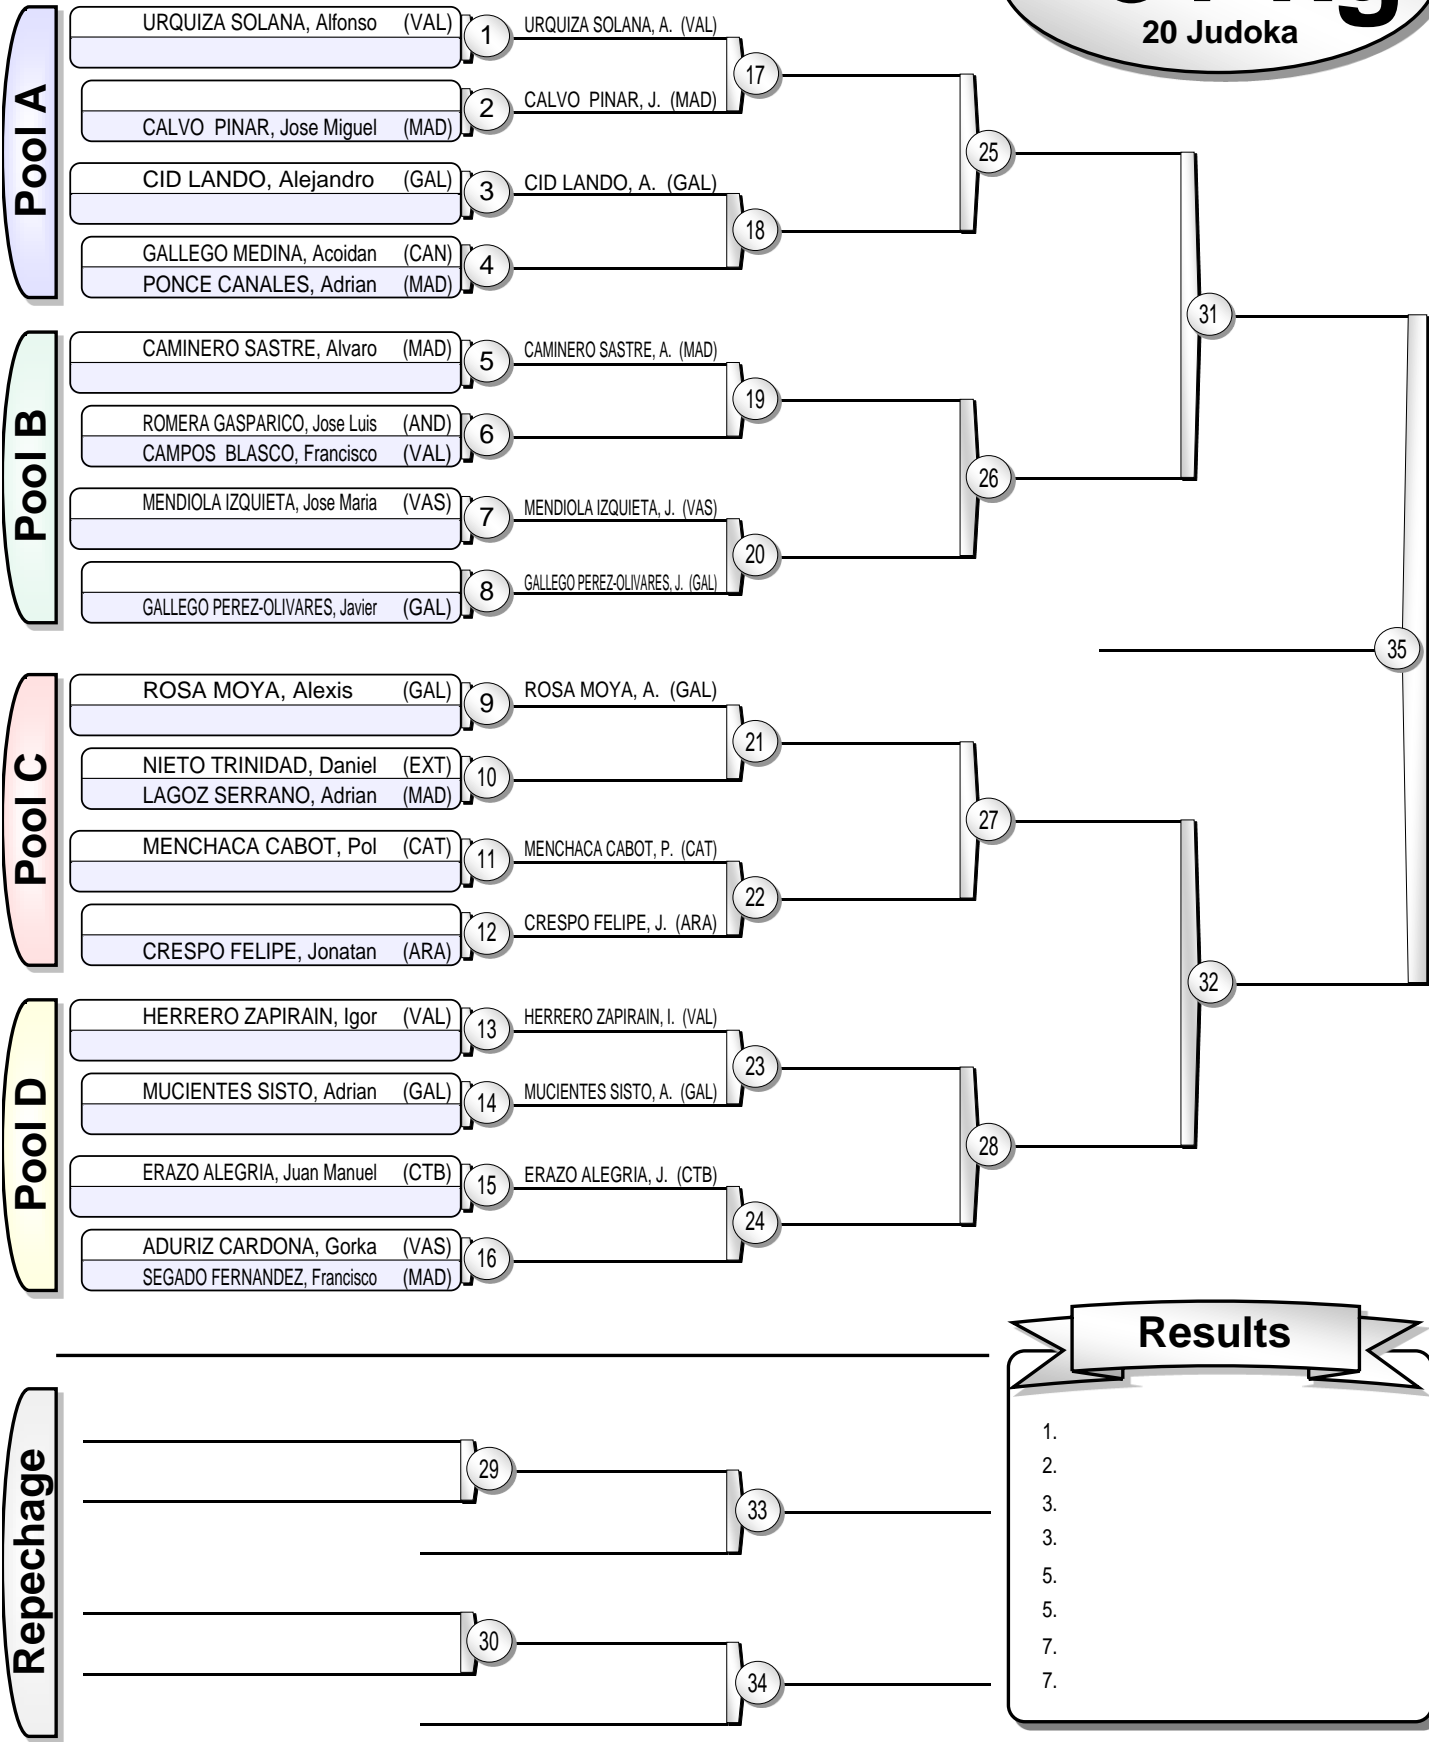 20 Judoka
Pool A
URQUIZA SOLANA, Alfonso (VAL)
1
URQUIZA SOLANA, A. (VAL)
17
2
CALVO PINAR, J. (MAD)
CALVO PINAR, Jose Miguel (MAD)
25
CID LANDO, Alejandro (GAL)
3
CID LANDO, A. (GAL)
18
GALLEGO MEDINA, Acoidan (CAN)
4
PONCE CANALES, Adrian (MAD)
31
Pool B
CAMINERO SASTRE, Alvaro (MAD)
5
CAMINERO SASTRE, A. (MAD)
19
ROMERA GASPARICO, Jose Luis (AND)
6
CAMPOS BLASCO, Francisco (VAL)
26
MENDIOLA IZQUIETA, Jose Maria (VAS)
7
MENDIOLA IZQUIETA, J. (VAS)
20
8
GALLEGO PEREZ-OLIVARES, J. (GAL)
GALLEGO PEREZ-OLIVARES, Javier (GAL)
35
Pool C
ROSA MOYA, Alexis (GAL)
9
ROSA MOYA, A. (GAL)
21
NIETO TRINIDAD, Daniel (EXT)
10
LAGOZ SERRANO, Adrian (MAD)
27
MENCHACA CABOT, Pol (CAT)
11
MENCHACA CABOT, P. (CAT)
22
12
CRESPO FELIPE, J. (ARA)
CRESPO FELIPE, Jonatan (ARA)
32
Pool D
HERRERO ZAPIRAIN, Igor (VAL)
13
HERRERO ZAPIRAIN, I. (VAL)
23
MUCIENTES SISTO, Adrian (GAL)
14
MUCIENTES SISTO, A. (GAL)
28
ERAZO ALEGRIA, Juan Manuel (CTB)
15
ERAZO ALEGRIA, J. (CTB)
24
ADURIZ CARDONA, Gorka (VAS)
16
SEGADO FERNANDEZ, Francisco (MAD)
Repechage
29
33
30
34
Results
1.
2.
3.
3.
5.
5.
7.
7.